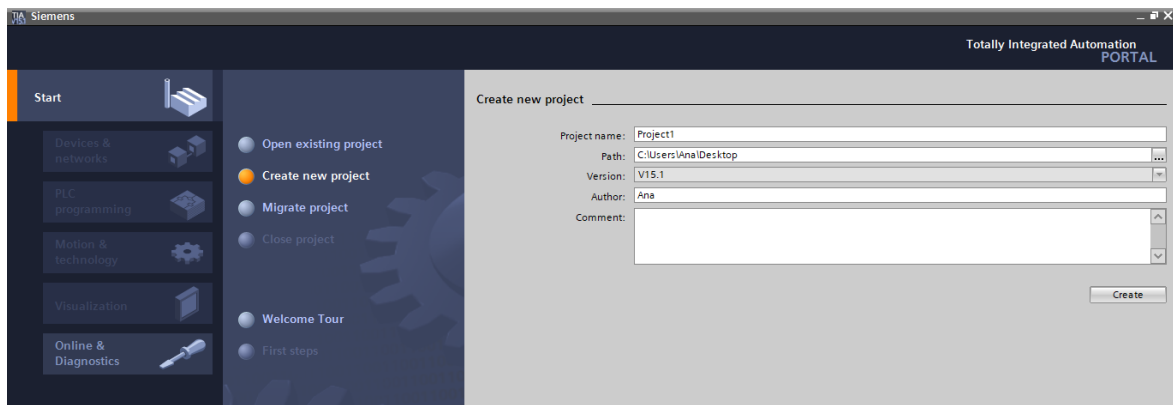 Siemens
Totally Integrated Automation
PORTAL
Start
Devices &
networks
PLC
programming
Motion &
technology
Visualization
Online &
Diagnostics
Open existing project
Create new project
Migrate project
Close project
Welcome Tour
First steps
Create new project
Project name: Project1
Path: C:\Users\Ana\Desktop ...
Version: V15.1
Author: Ana
Comment:
Create